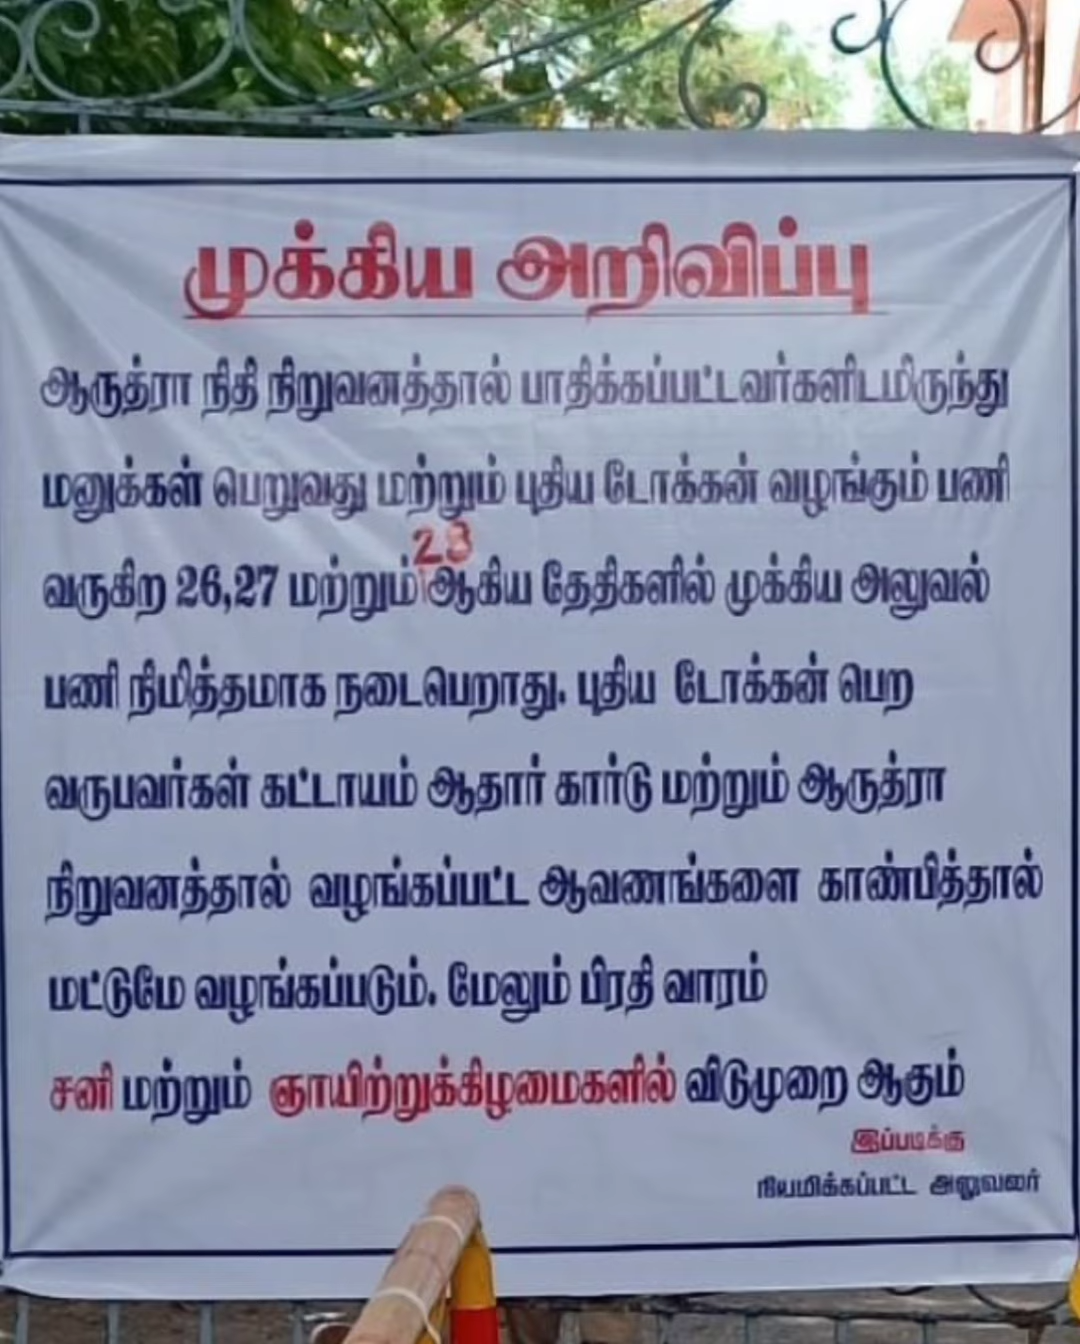 முக்கிய அறிவிப்பு
ஆருத்ரா நிதி நிறுவனத்தால் பாதிக்கப்பட்டவர்களிடமிருந்து
மனுக்கள் பெறுவது மற்றும் புதிய டோக்கன் வழங்கும் பணி
28
வருகிற 26,27 மற்றும் ஆகிய தேதிகளில் முக்கிய அலுவல்
பணி நிமித்தமாக நடைபெறாது. புதிய டோக்கன் பெற
வருபவர்கள் கட்டாயம் ஆதார் கார்டு மற்றும் ஆருத்ரா
நிறுவனத்தால் வழங்கப்பட்ட ஆவணங்களை காண்பித்தால்
மட்டுமே வழங்கப்படும். மேலும் பிரதி வாரம்
சனி மற்றும் ஞாயிற்றுக்கிழமைகளில் விடுமுறை ஆகும்
இப்படிக்கு
நியமிக்கப்பட்ட அலுவலர்